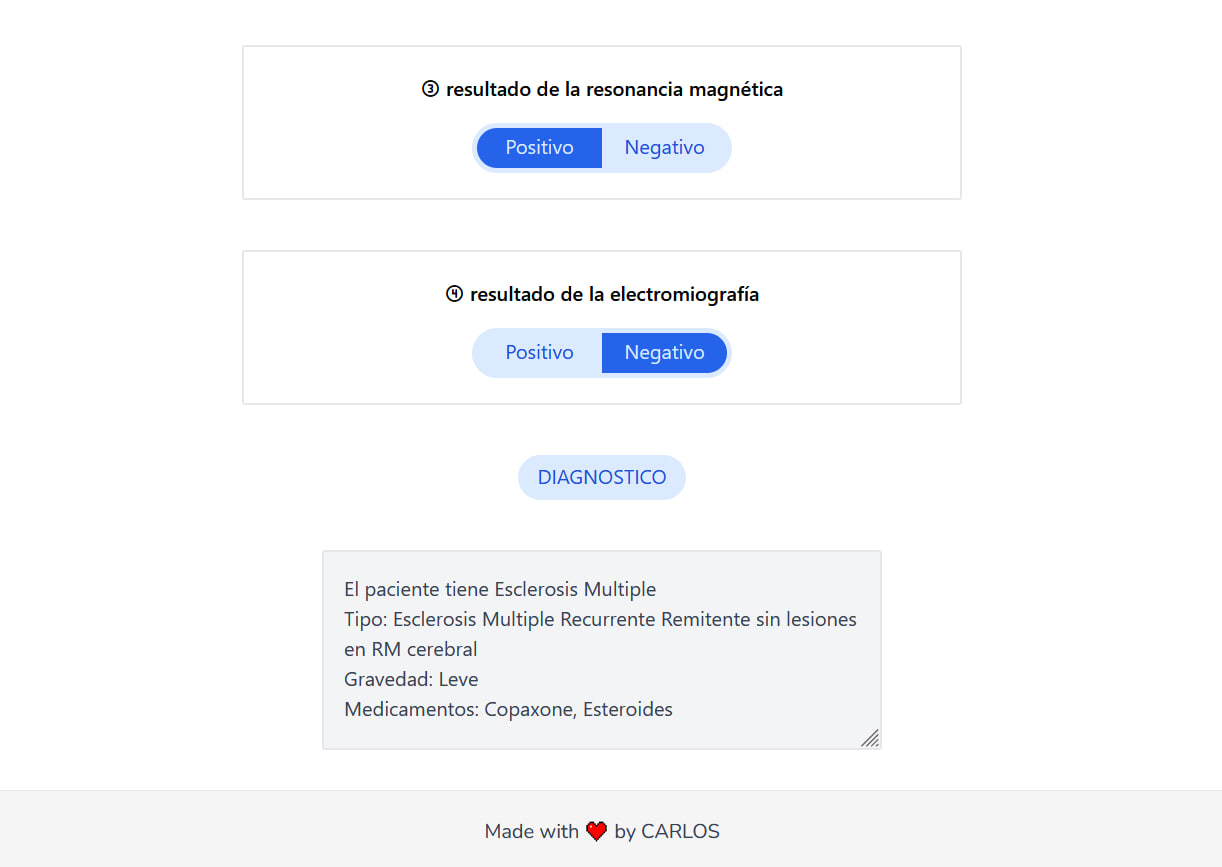 ③ resultado de la resonancia magnética
Positivo Negativo
④ resultado de la electromiografía
Positivo Negativo
DIAGNOSTICO
El paciente tiene Esclerosis Multiple
Tipo: Esclerosis Multiple Recurrente Remitente sin lesiones
en RM cerebral
Gravedad: Leve
Medicamentos: Copaxone, Esteroides
Made with ❤ by CARLOS